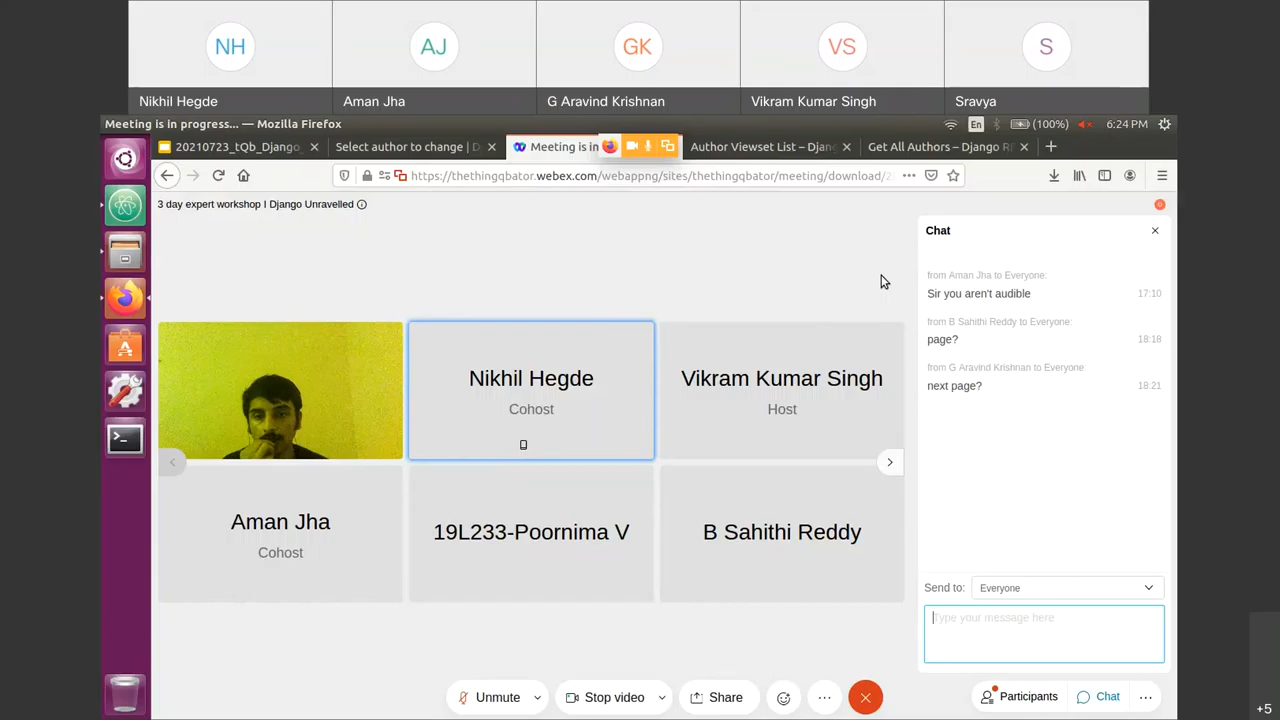 NH
AJ
GK
VS
S
Nikhil Hegde
Aman Jha
G Aravind Krishnan
Vikram Kumar Singh
Sravya
Meeting is in progress... — Mozilla Firefox
En
(100%)
6:24 PM
20210723_tQb_Django_
Select author to change | D
Meeting is in
Author Viewset List – Djan
Get All Authors – Django R
https://thethingqbator.webex.com/webappng/sites/thethingqbator/meeting/download/2
3 day expert workshop I Django Unravelled
Chat
from Aman Jha to Everyone:
Sir you aren't audible 17:10
from B Sahithi Reddy to Everyone:
page? 18:18
from G Aravind Krishnan to Everyone
next page? 18:21
Nikhil Hegde
Cohost
Vikram Kumar Singh
Host
Aman Jha
Cohost
19L233-Poornima V
B Sahithi Reddy
Send to: Everyone
Type your message here
Unmute
Stop video
Share
Participants
Chat
+5